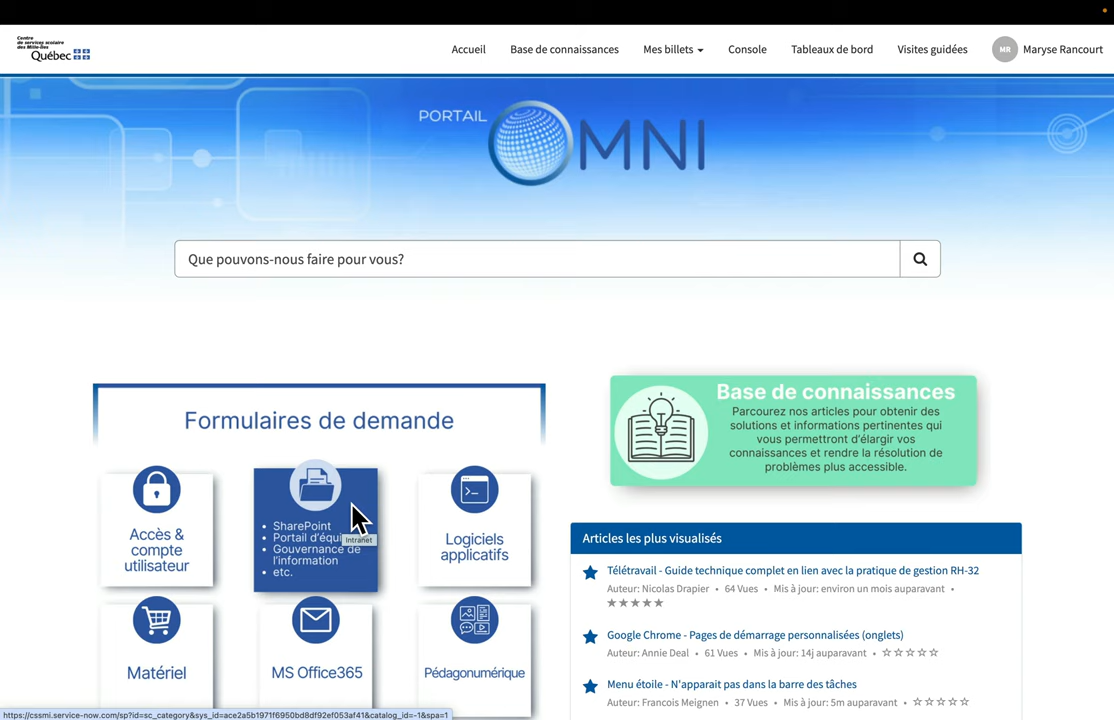 Centre
de services scolaire
des Mille-Îles
Québec
Accueil
Base de connaissances
Mes billets
Console
Tableaux de bord
Visites guidées
MR
Maryse Rancourt
PORTAIL
OMNI
Que pouvons-nous faire pour vous?
Formulaires de demande
Accès &
compte
utilisateur
• SharePoint
• Portail d'équi
• Gouvernance de
l'information
• etc.
Intranet
Logiciels
applicatifs
Matériel
MS Office365
Pédagonumérique
Base de connaissances
Parcourez nos articles pour obtenir des
solutions et informations pertinentes qui
vous permettront d'élargir vos
connaissances et rendre la résolution de
problèmes plus accessible.
Articles les plus visualisés
Télétravail - Guide technique complet en lien avec la pratique de gestion RH-32
Auteur: Nicolas Drapier • 64 Vues • Mis à jour: environ un mois auparavant •
Google Chrome - Pages de démarrage personnalisées (onglets)
Auteur: Annie Deal • 61 Vues • Mis à jour: 14j auparavant •
Menu étoile - N'apparait pas dans la barre des tâches
Auteur: Francois Meignen • 37 Vues • Mis à jour: 5m auparavant •
https://cssmi.service-now.com/sp?id=sc_category&sys_id=ace2a5b1971f6950bd8df92ef053af41&catalog_id=-1&spa=1